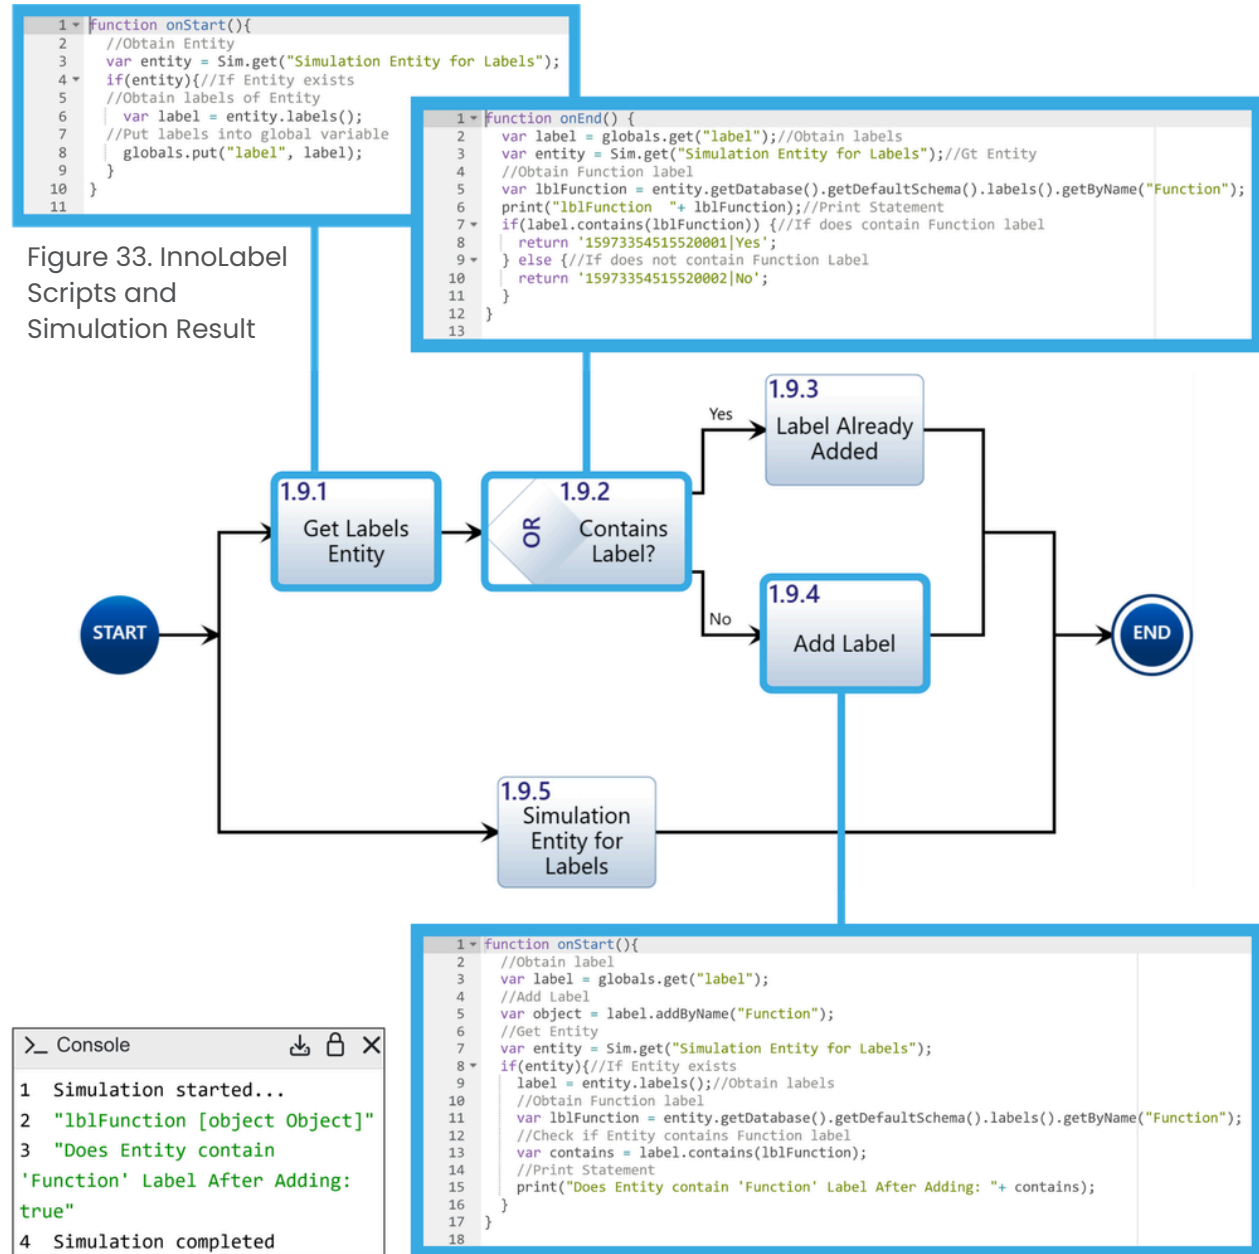 1 function onStart(){
2 //Obtain Entity
3 var entity = Sim.get("Simulation Entity for Labels");
4 if(entity){//If Entity exists
5 //Obtain labels of Entity
6 var label = entity.labels();
7 //Put labels into global variable
8 globals.put("label", label);
9 }
10 }
11
1 function onEnd() {
2 var label = globals.get("label");//Obtain labels
3 var entity = Sim.get("Simulation Entity for Labels");//Gt Entity
4 //Obtain Function label
5 var lblFunction = entity.getDatabase().getDefaultSchema().labels().getByName("Function");
6 print("lblFunction  "+ lblFunction);//Print Statement
7 if(label.contains(lblFunction)) {//If does contain Function label
8 return '15973354515520001|Yes';
9 } else {//If does not contain Function Label
10 return '15973354515520002|No';
11 }
12 }
13
Figure 33. InnoLabel
Scripts and
Simulation Result
1.9.3
Label Already
Added
Yes
1.9.1
Get Labels
Entity
1.9.2
OR
Contains
Label?
No
1.9.4
Add Label
START
END
1.9.5
Simulation
Entity for
Labels
1 function onStart(){
2 //Obtain label
3 var label = globals.get("label");
4 //Add Label
5 var object = label.addByName("Function");
6 //Get Entity
7 var entity = Sim.get("Simulation Entity for Labels");
8 if(entity){//If Entity exists
9 label = entity.labels();//Obtain labels
10 //Obtain Function label
11 var lblFunction = entity.getDatabase().getDefaultSchema().labels().getByName("Function");
12 //Check if Entity contains Function label
13 var contains = label.contains(lblFunction);
14 //Print Statement
15 print("Does Entity contain 'Function' Label After Adding: "+ contains);
16 }
17 }
18
>_ Console
1 Simulation started...
2 "lblFunction [object Object]"
3 "Does Entity contain
'Function' Label After Adding:
true"
4 Simulation completed